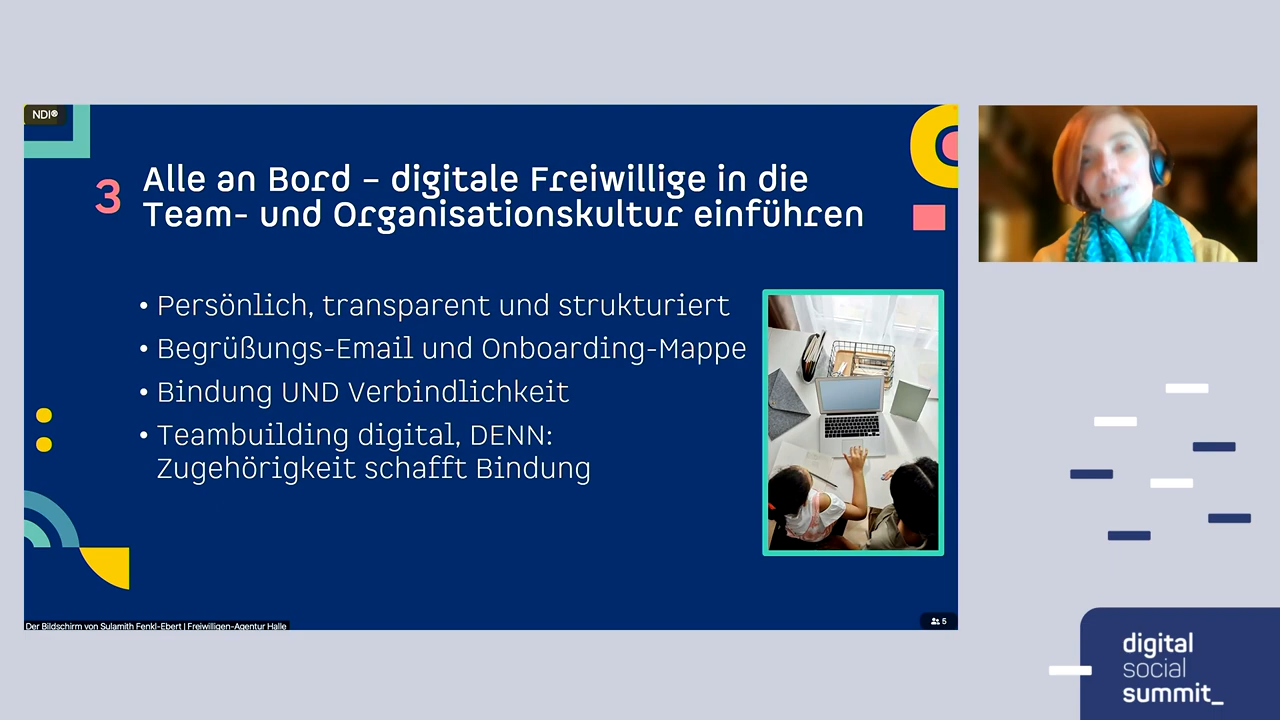 NDI®
3 Alle an Bord – digitale Freiwillige in die
Team- und Organisationskultur einführen
• Persönlich, transparent und strukturiert
• Begrüßungs-Email und Onboarding-Mappe
• Bindung UND Verbindlichkeit
• Teambuilding digital, DENN:
Zugehörigkeit schafft Bindung
Der Bildschirm von Sulamith Fenkl-Ebert | Freiwilligen-Agentur Halle
5
digital
social
summit_